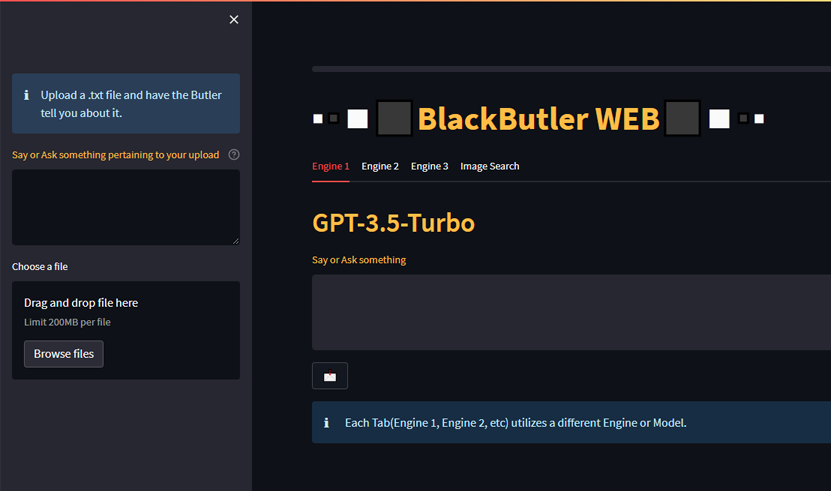 Upload a .txt file and have the Butler
tell you about it.
Say or Ask something pertaining to your upload
Choose a file
Drag and drop file here
Limit 200MB per file
Browse files
BlackButler WEB
Engine 1 Engine 2 Engine 3 Image Search
GPT-3.5-Turbo
Say or Ask something
Each Tab(Engine 1, Engine 2, etc) utilizes a different Engine or Model.